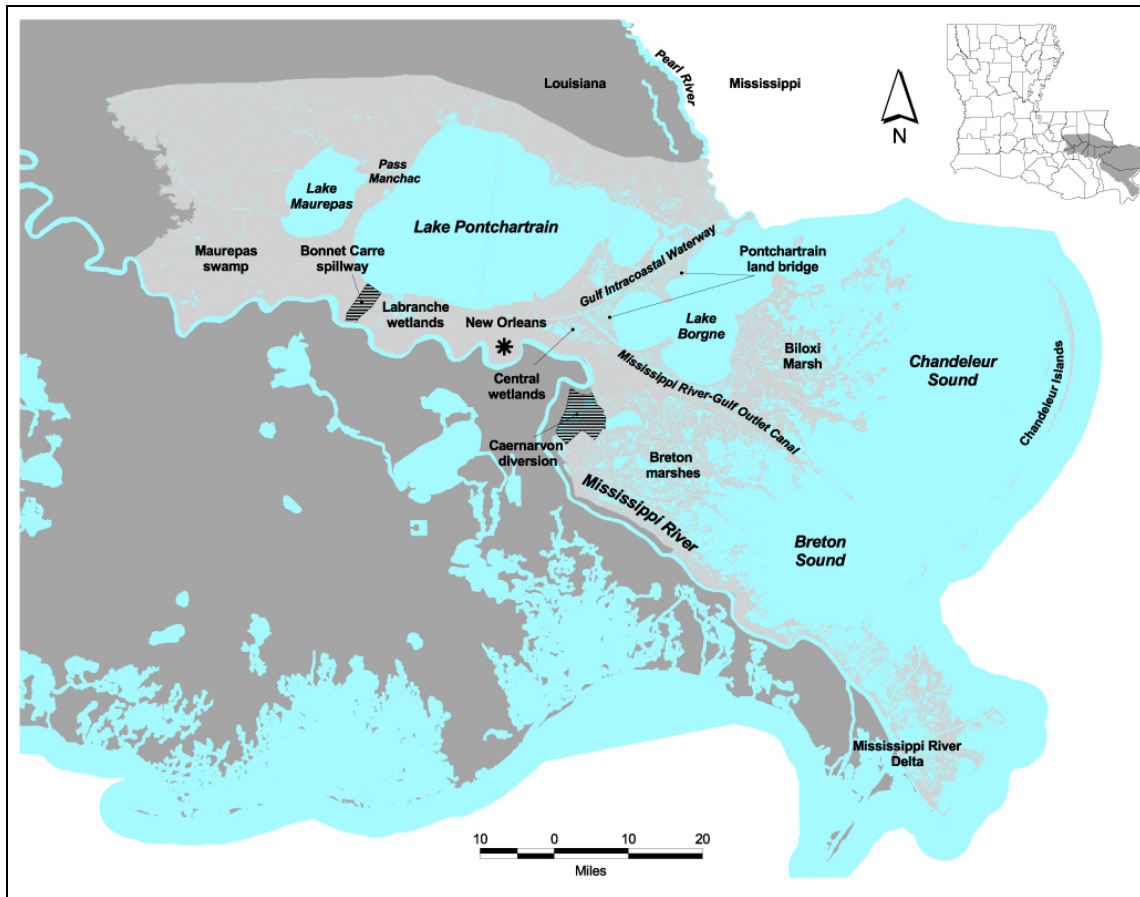 Pearl River
Louisiana
Mississippi
N
Pass
Manchac
Lake
Maurepas
Lake Pontchartrain
Maurepas
swamp
Bonnet Carre
spillway
Gulf Intracoastal Waterway
Pontchartrain
land bridge
Labranche
wetlands
New Orleans
Lake
Borgne
Biloxi
Marsh
Chandeleur
Sound
Chandeleur Islands
Central
wetlands
Mississippi River-Gulf Outlet Canal
Caernarvon
diversion
Breton
marshes
Mississippi River
Breton
Sound
Mississippi River
Delta
10 0 10 20
Miles